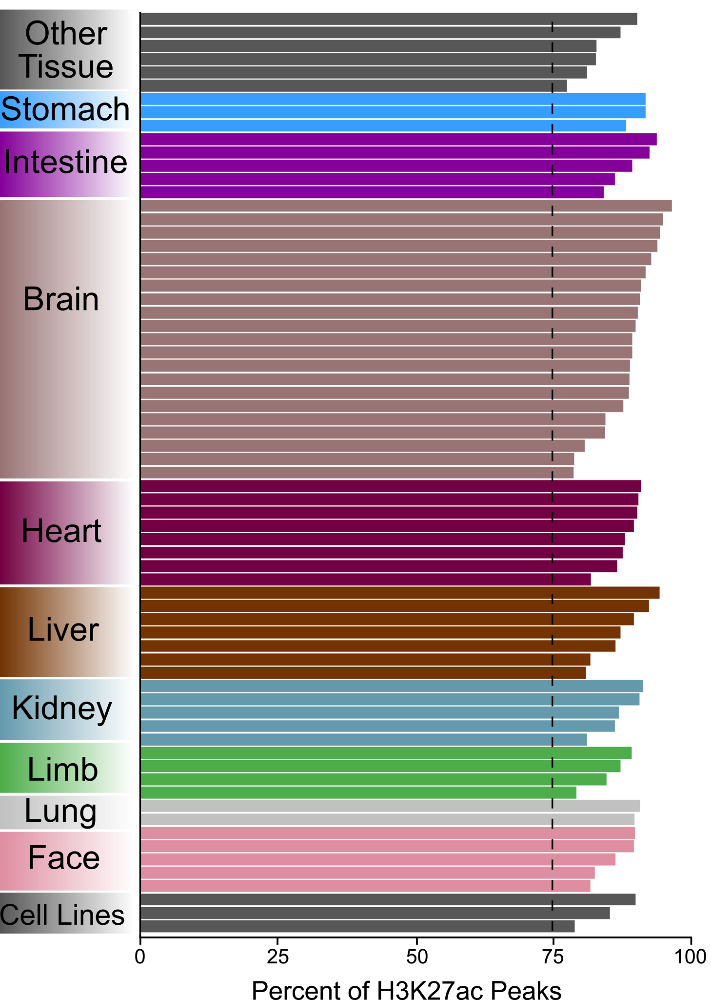 Other
Tissue
Stomach
Intestine
Brain
Heart
Liver
Kidney
Limb
Lung
Face
Cell Lines
0 25 50 75 100
Percent of H3K27ac Peaks